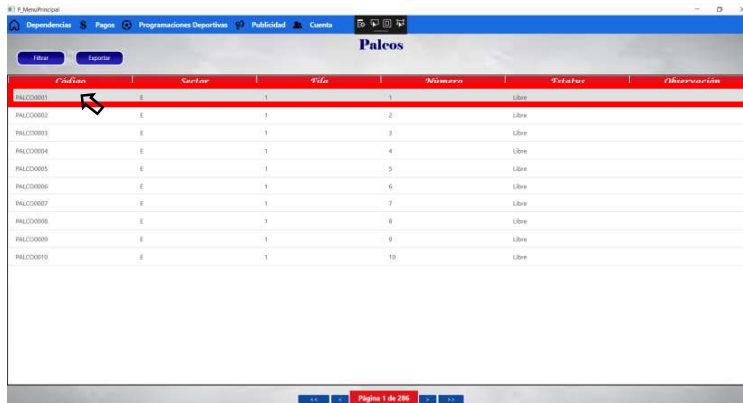 P_MenuPrincipal
Dependencias Pagos Programaciones Deportivas Publicidad Cuenta
Palcos
Filtrar Exportar
Código Sector Fila Número Estatus Observación
PALCO0001 E 1 1 Libre
PALCO0002 E 1 2 Libre
PALCO0003 E 1 3 Libre
PALCO0004 E 1 4 Libre
PALCO0005 E 1 5 Libre
PALCO0006 E 1 6 Libre
PALCO0007 E 1 7 Libre
PALCO0008 E 1 8 Libre
PALCO0009 E 1 9 Libre
PALCO0010 E 1 10 Libre
<< < Página 1 de 286 > >>